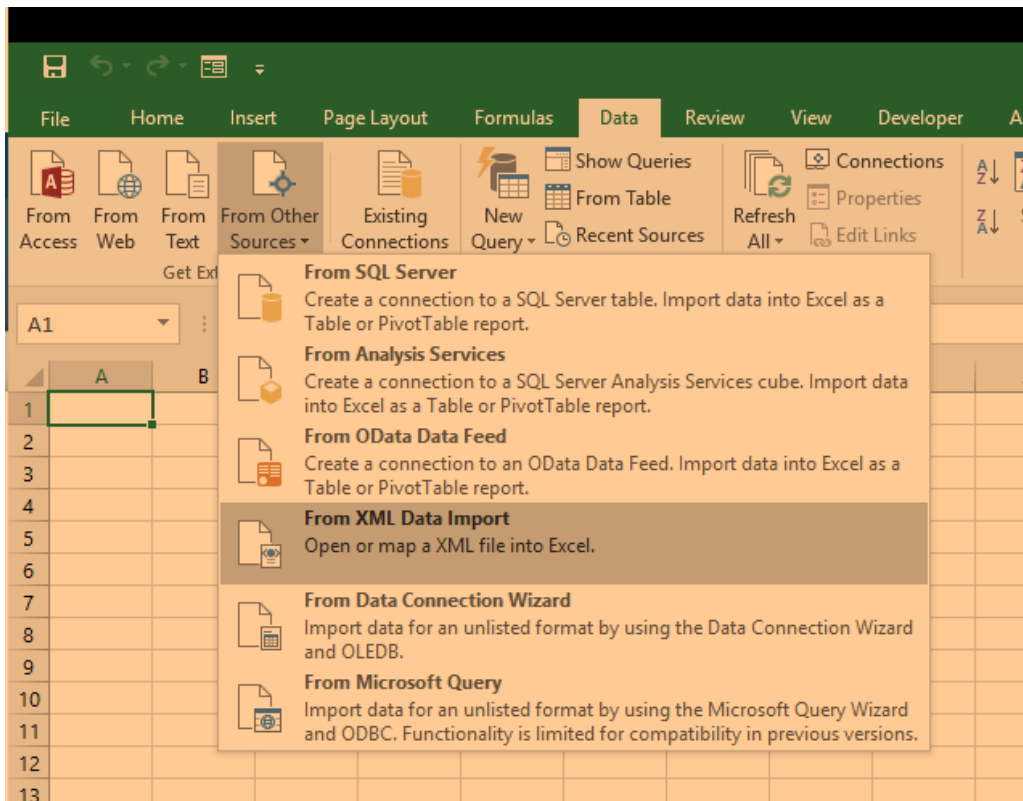 File Home Insert Page Layout Formulas Data Review View Developer A
From Access
From Web
From Text
From Other Sources
Existing Connections
New Query
Show Queries
From Table
Recent Sources
Refresh All
Connections
Properties
Edit Links
A Z
Z A
Get Ext
A1
From SQL Server
Create a connection to a SQL Server table. Import data into Excel as a
Table or PivotTable report.
From Analysis Services
Create a connection to a SQL Server Analysis Services cube. Import data
into Excel as a Table or PivotTable report.
From OData Data Feed
Create a connection to an OData Data Feed. Import data into Excel as a
Table or PivotTable report.
From XML Data Import
Open or map a XML file into Excel.
From Data Connection Wizard
Import data for an unlisted format by using the Data Connection Wizard
and OLEDB.
From Microsoft Query
Import data for an unlisted format by using the Microsoft Query Wizard
and ODBC. Functionality is limited for compatibility in previous versions.
A B
1
2
3
4
5
6
7
8
9
10
11
12
13